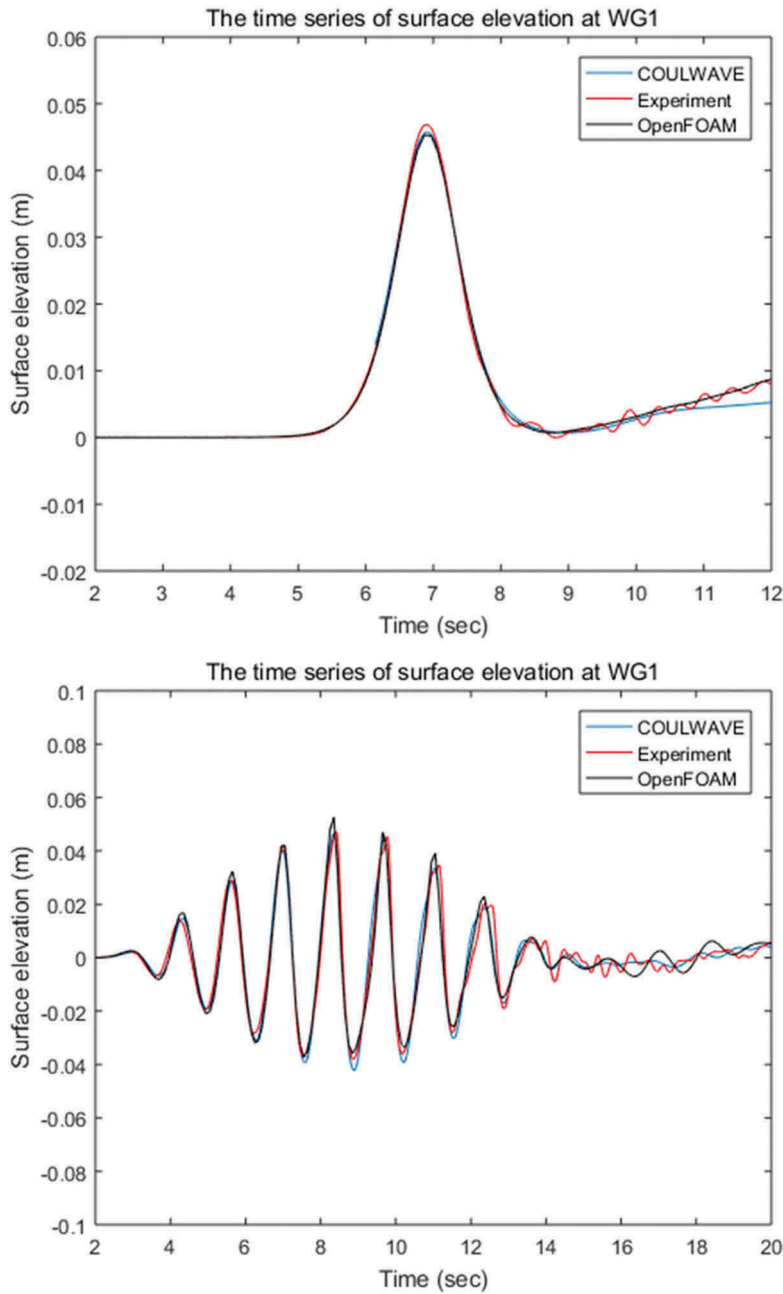 The time series of surface elevation at WG1
0.06
0.05
0.04
0.03
0.02
0.01
0
-0.01
-0.02
Surface elevation (m)
COULWAVE
Experiment
OpenFOAM
2 3 4 5 6 7 8 9 10 11 12
Time (sec)
The time series of surface elevation at WG1
0.1
0.08
0.06
0.04
0.02
0
-0.02
-0.04
-0.06
-0.08
-0.1
Surface elevation (m)
COULWAVE
Experiment
OpenFOAM
2 4 6 8 10 12 14 16 18 20
Time (sec)